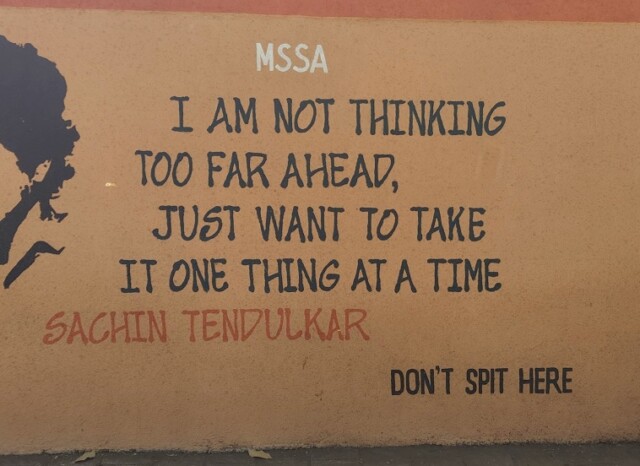 MSSA
I AM NOT THINKING
TOO FAR AHEAD,
JUST WANT TO TAKE
IT ONE THING AT A TIME
SACHIN TENDULKAR
DON'T SPIT HERE